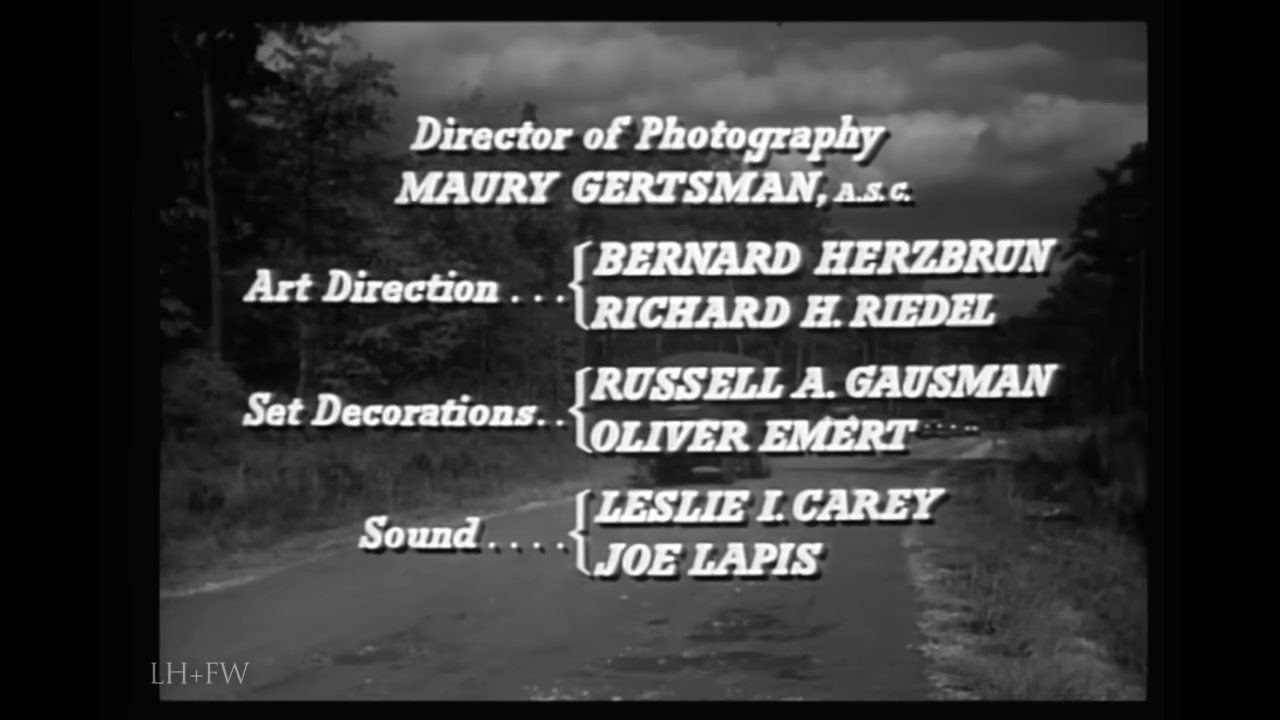 Director of Photography
MAURY GERTSMAN, A.S.C.
Art Direction . . . { BERNARD HERZBRUN
RICHARD H. RIEDEL
Set Decorations . . { RUSSELL A. GAUSMAN
OLIVER EMERT
Sound . . . . { LESLIE I. CAREY
JOE LAPIS
LH+FW